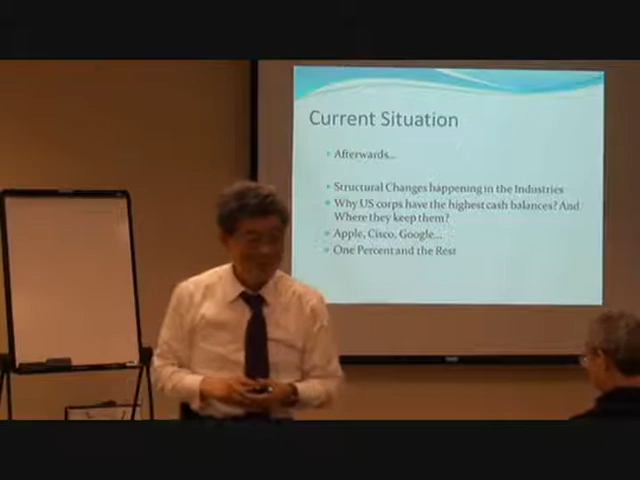 Current Situation
Afterwards...
Structural Changes happening in the Industries
Why US corps have the highest cash balances? And
Where they keep them?
Apple, Cisco, Google...
One Percent and the Rest